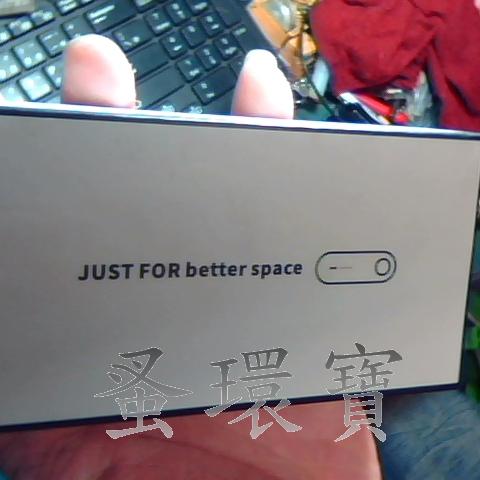 JUST FOR better space
蚤環寶